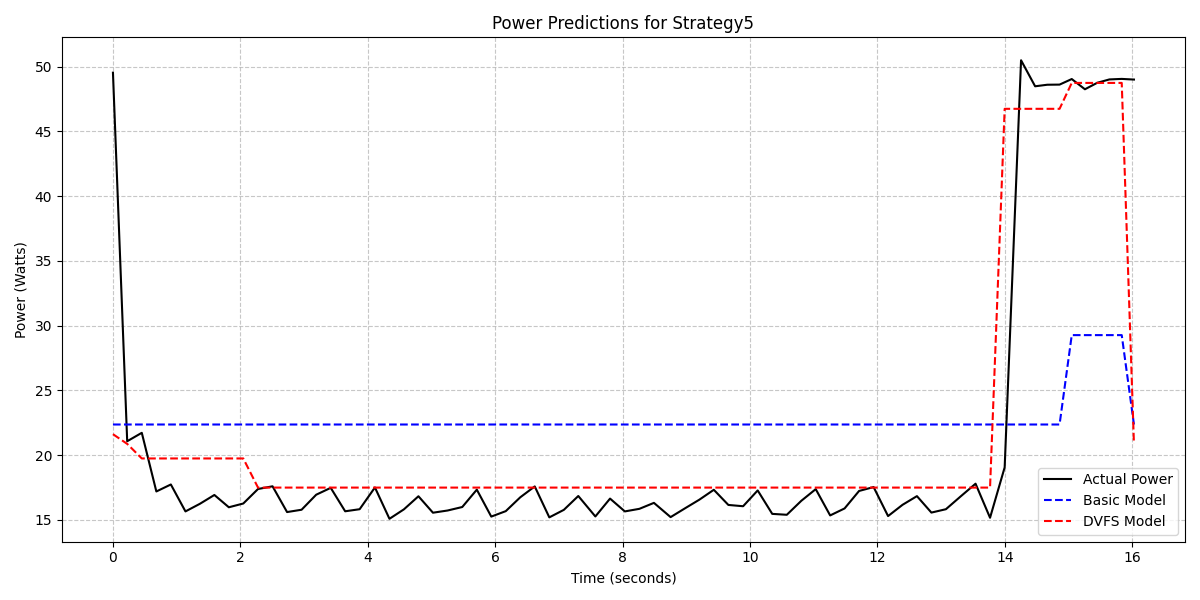 Power Predictions for Strategy5
Power (Watts)
50
45
40
35
30
25
20
15
0
2
4
6
8
10
12
14
16
Time (seconds)
Actual Power
Basic Model
DVFS Model